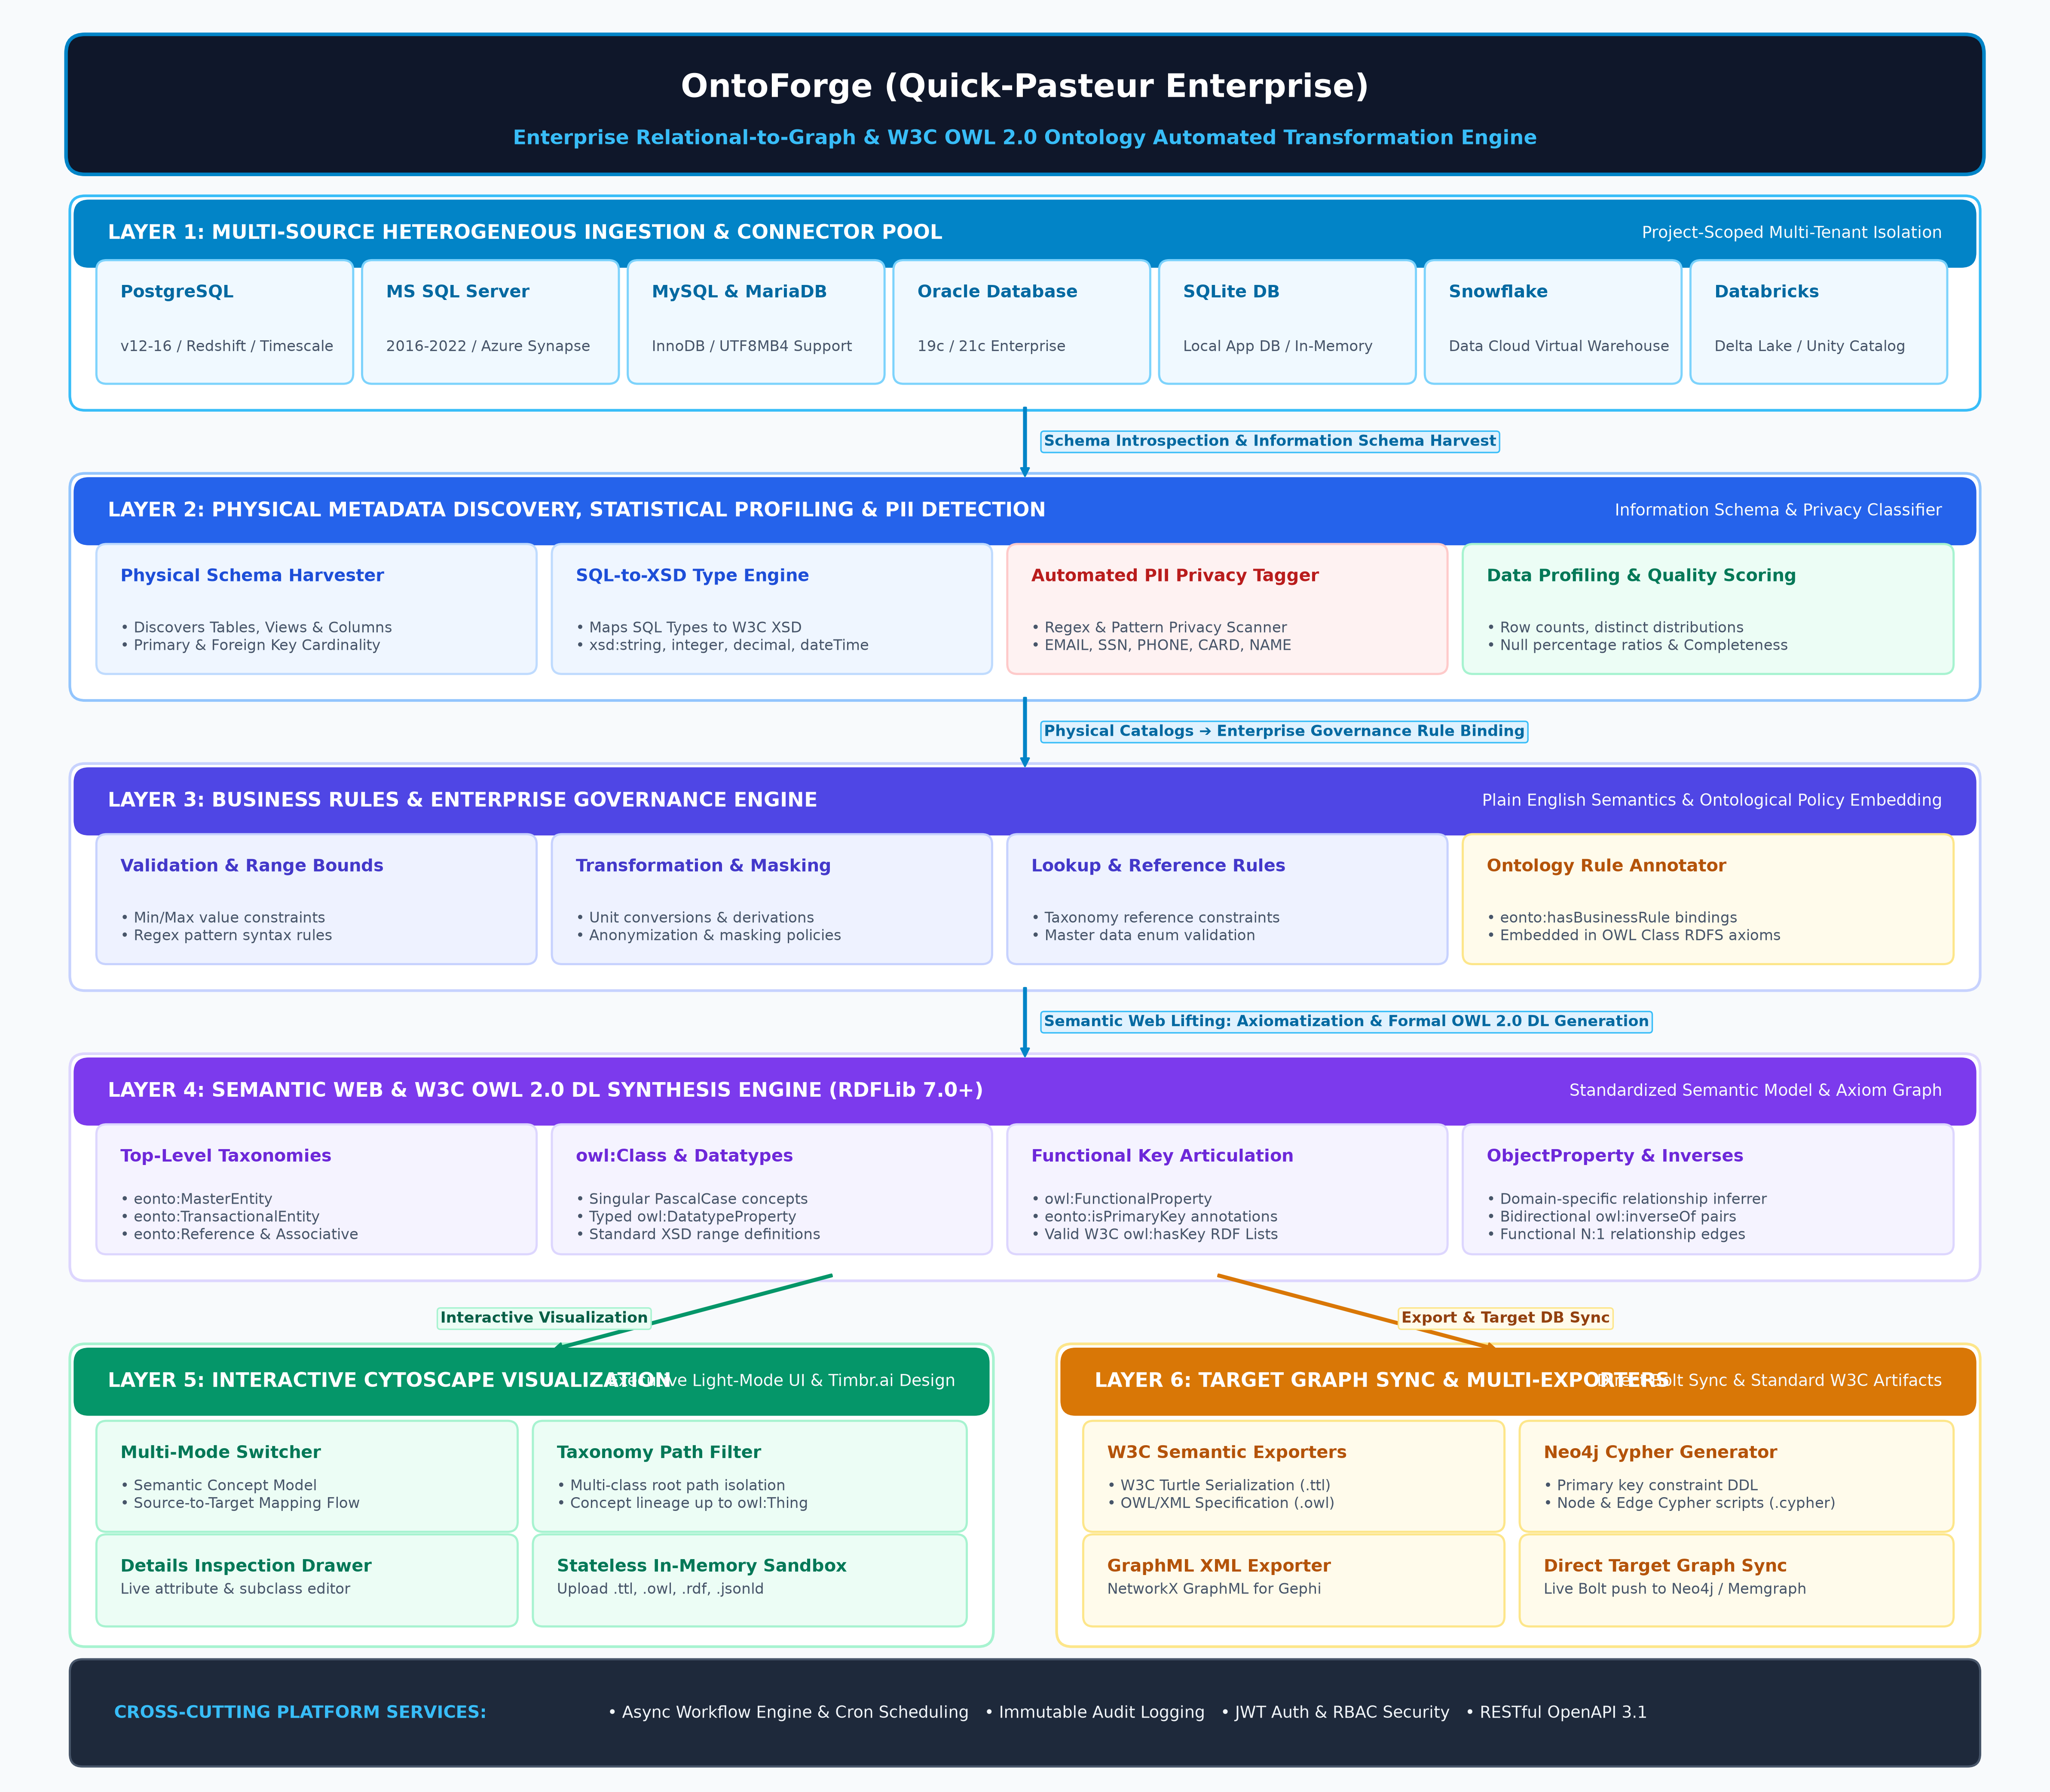 OntoForge (Quick-Pasteur Enterprise)
Enterprise Relational-to-Graph & W3C OWL 2.0 Ontology Automated Transformation Engine
LAYER 1: MULTI-SOURCE HETEROGENEOUS INGESTION & CONNECTOR POOL
Project-Scoped Multi-Tenant Isolation
PostgreSQL
v12-16 / Redshift / Timescale
MS SQL Server
2016-2022 / Azure Synapse
MySQL & MariaDB
InnoDB / UTF8MB4 Support
Oracle Database
19c / 21c Enterprise
SQLite DB
Local App DB / In-Memory
Snowflake
Data Cloud Virtual Warehouse
Databricks
Delta Lake / Unity Catalog
Schema Introspection & Information Schema Harvest
LAYER 2: PHYSICAL METADATA DISCOVERY, STATISTICAL PROFILING & PII DETECTION
Information Schema & Privacy Classifier
Physical Schema Harvester
• Discovers Tables, Views & Columns
• Primary & Foreign Key Cardinality
SQL-to-XSD Type Engine
• Maps SQL Types to W3C XSD
• xsd:string, integer, decimal, dateTime
Automated PII Privacy Tagger
• Regex & Pattern Privacy Scanner
• EMAIL, SSN, PHONE, CARD, NAME
Data Profiling & Quality Scoring
• Row counts, distinct distributions
• Null percentage ratios & Completeness
Physical Catalogs ➔ Enterprise Governance Rule Binding
LAYER 3: BUSINESS RULES & ENTERPRISE GOVERNANCE ENGINE
Plain English Semantics & Ontological Policy Embedding
Validation & Range Bounds
• Min/Max value constraints
• Regex pattern syntax rules
Transformation & Masking
• Unit conversions & derivations
• Anonymization & masking policies
Lookup & Reference Rules
• Taxonomy reference constraints
• Master data enum validation
Ontology Rule Annotator
• eonto:hasBusinessRule bindings
• Embedded in OWL Class RDFS axioms
Semantic Web Lifting: Axiomatization & Formal OWL 2.0 DL Generation
LAYER 4: SEMANTIC WEB & W3C OWL 2.0 DL SYNTHESIS ENGINE (RDFLib 7.0+)
Standardized Semantic Model & Axiom Graph
Top-Level Taxonomies
• eonto:MasterEntity
• eonto:TransactionalEntity
• eonto:Reference & Associative
owl:Class & Datatypes
• Singular PascalCase concepts
• Typed owl:DatatypeProperty
• Standard XSD range definitions
Functional Key Articulation
• owl:FunctionalProperty
• eonto:isPrimaryKey annotations
• Valid W3C owl:hasKey RDF Lists
ObjectProperty & Inverses
• Domain-specific relationship inferrer
• Bidirectional owl:inverseOf pairs
• Functional N:1 relationship edges
Interactive Visualization
Export & Target DB Sync
LAYER 5: INTERACTIVE CYTOSCAPE VISUALIZATION
Executive Light-Mode UI & Timbr.ai Design
Multi-Mode Switcher
• Semantic Concept Model
• Source-to-Target Mapping Flow
Taxonomy Path Filter
• Multi-class root path isolation
• Concept lineage up to owl:Thing
Details Inspection Drawer
Live attribute & subclass editor
Stateless In-Memory Sandbox
Upload .ttl, .owl, .rdf, .jsonld
LAYER 6: TARGET GRAPH SYNC & MULTI-EXPORTERS
Direct Bolt Sync & Standard W3C Artifacts
W3C Semantic Exporters
• W3C Turtle Serialization (.ttl)
• OWL/XML Specification (.owl)
Neo4j Cypher Generator
• Primary key constraint DDL
• Node & Edge Cypher scripts (.cypher)
GraphML XML Exporter
NetworkX GraphML for Gephi
Direct Target Graph Sync
Live Bolt push to Neo4j / Memgraph
CROSS-CUTTING PLATFORM SERVICES:
• Async Workflow Engine & Cron Scheduling • Immutable Audit Logging • JWT Auth & RBAC Security • RESTful OpenAPI 3.1